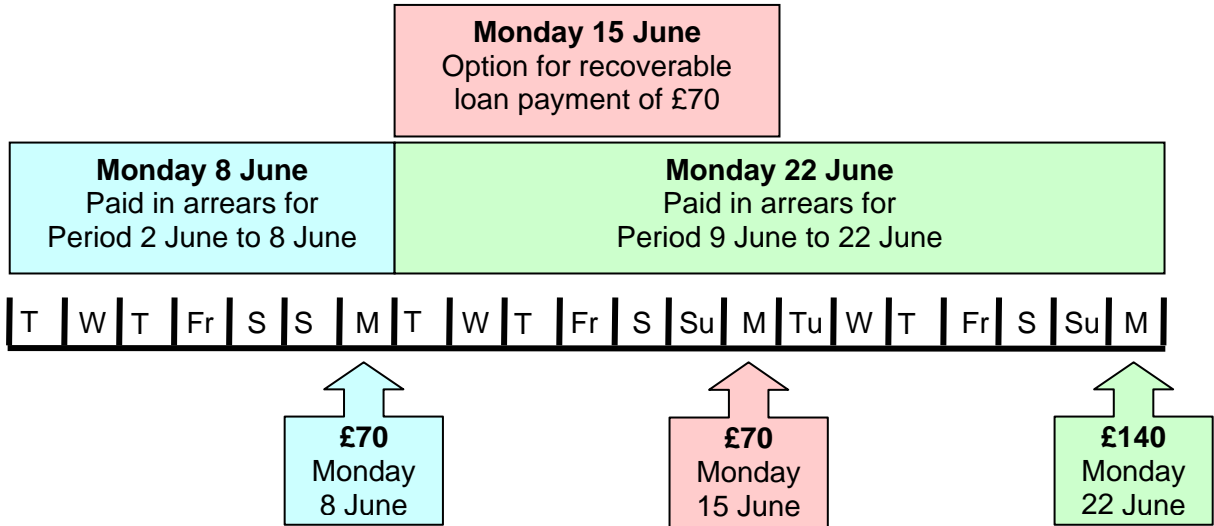 Monday 15 June
Option for recoverable
loan payment of £70
Monday 8 June
Paid in arrears for
Period 2 June to 8 June
Monday 22 June
Paid in arrears for
Period 9 June to 22 June
T W T Fr S S M T W T Fr S Su M Tu W T Fr S Su M
£70
Monday
8 June
£70
Monday
15 June
£140
Monday
22 June